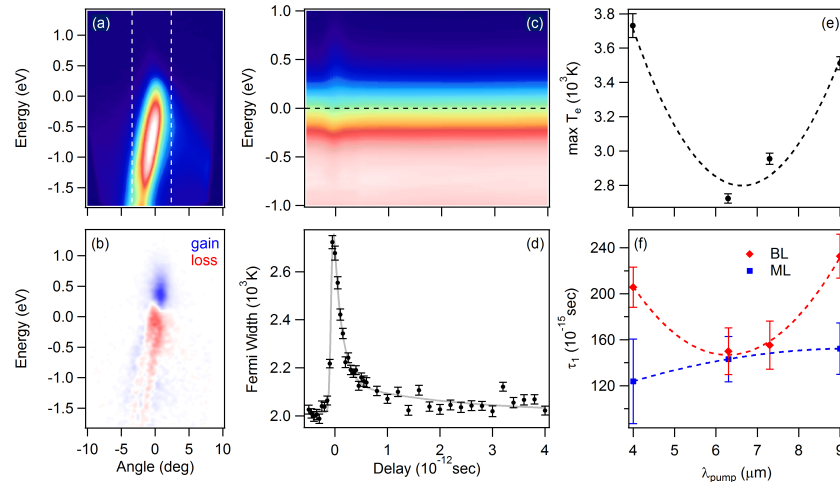 (a)
Energy (eV)
1.0
0.5
0.0
-0.5
-1.0
-1.5
(b)
gain
loss
Energy (eV)
1.0
0.5
0.0
-0.5
-1.0
-1.5
-10
-5
0
5
10
Angle (deg)
(c)
Energy (eV)
1.0
0.5
0.0
-0.5
-1.0
(d)
Fermi Width (10³K)
2.6
2.4
2.2
2.0
0
1
2
3
4
Delay (10⁻¹²sec)
(e)
max Tₑ (10³K)
3.8
3.6
3.4
3.2
3.0
2.8
(f)
BL
ML
τ₁ (10⁻¹⁵sec)
240
200
160
120
4
5
6
7
8
9
λpump (μm)